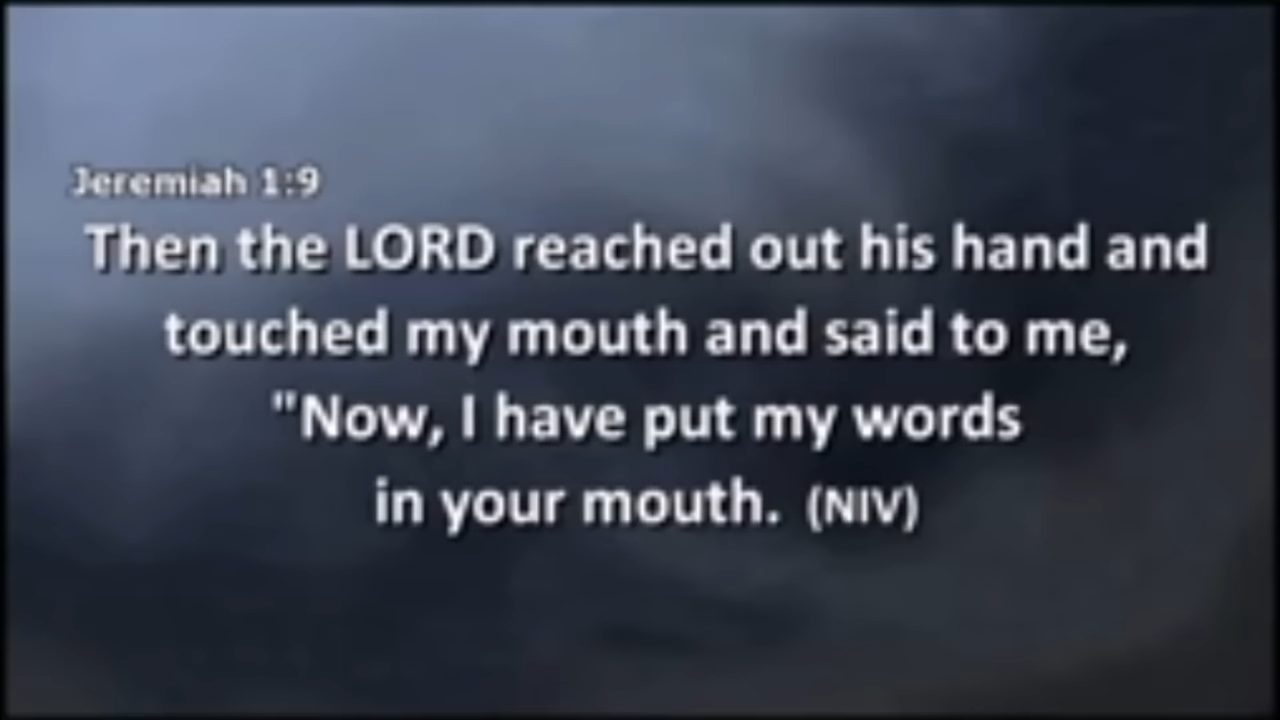 Jeremiah 1:9
Then the LORD reached out his hand and
touched my mouth and said to me,
"Now, I have put my words
in your mouth. (NIV)